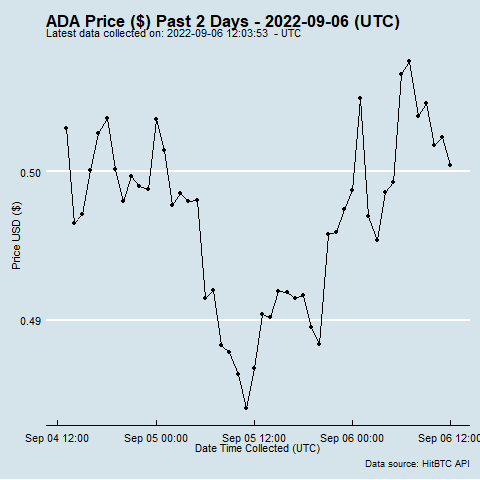 ADA Price ($) Past 2 Days - 2022-09-06 (UTC)
Latest data collected on: 2022-09-06 12:03:53 - UTC
0.50
Price USD ($)
0.49
Sep 04 12:00 Sep 05 00:00 Sep 05 12:00 Sep 06 00:00 Sep 06 12:00
Date Time Collected (UTC)
Data source: HitBTC API